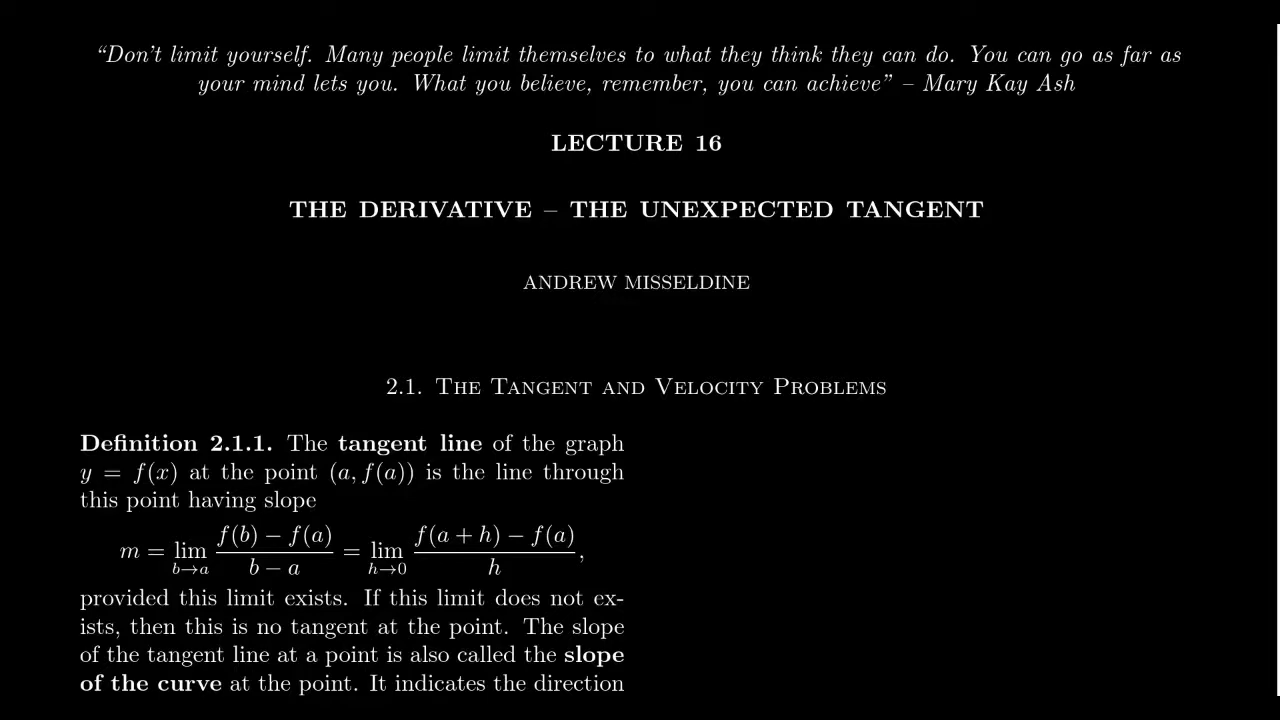 “Don’t limit yourself. Many people limit themselves to what they think they can do. You can go as far as
your mind lets you. What you believe, remember, you can achieve” – Mary Kay Ash
LECTURE 16
THE DERIVATIVE – THE UNEXPECTED TANGENT
ANDREW MISSELDINE
2.1. The Tangent and Velocity Problems
Definition 2.1.1. The tangent line of the graph
y = f(x) at the point (a, f(a)) is the line through
this point having slope
m = lim_{b→a} \frac{f(b) − f(a)}{b − a} = lim_{h→0} \frac{f(a + h) − f(a)}{h},
provided this limit exists. If this limit does not ex-
ists, then this is no tangent at the point. The slope
of the tangent line at a point is also called the slope
of the curve at the point. It indicates the direction